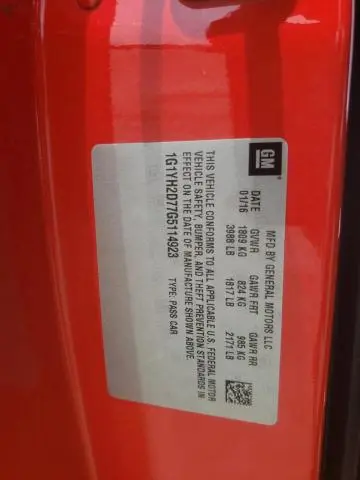 GM
MFD BY GENERAL MOTORS LLC
DATE GVWR GAWR FRT GAWR RR
01/16 1809 KG 824 KG 985 KG
3988 LB 1817 LB 2171 LB
THIS VEHICLE CONFORMS TO ALL APPLICABLE U.S. FEDERAL MOTOR
VEHICLE SAFETY, BUMPER, AND THEFT PREVENTION STANDARDS IN
EFFECT ON THE DATE OF MANUFACTURE SHOWN ABOVE.
1G1YH2D77G5114923 TYPE: PASS CAR